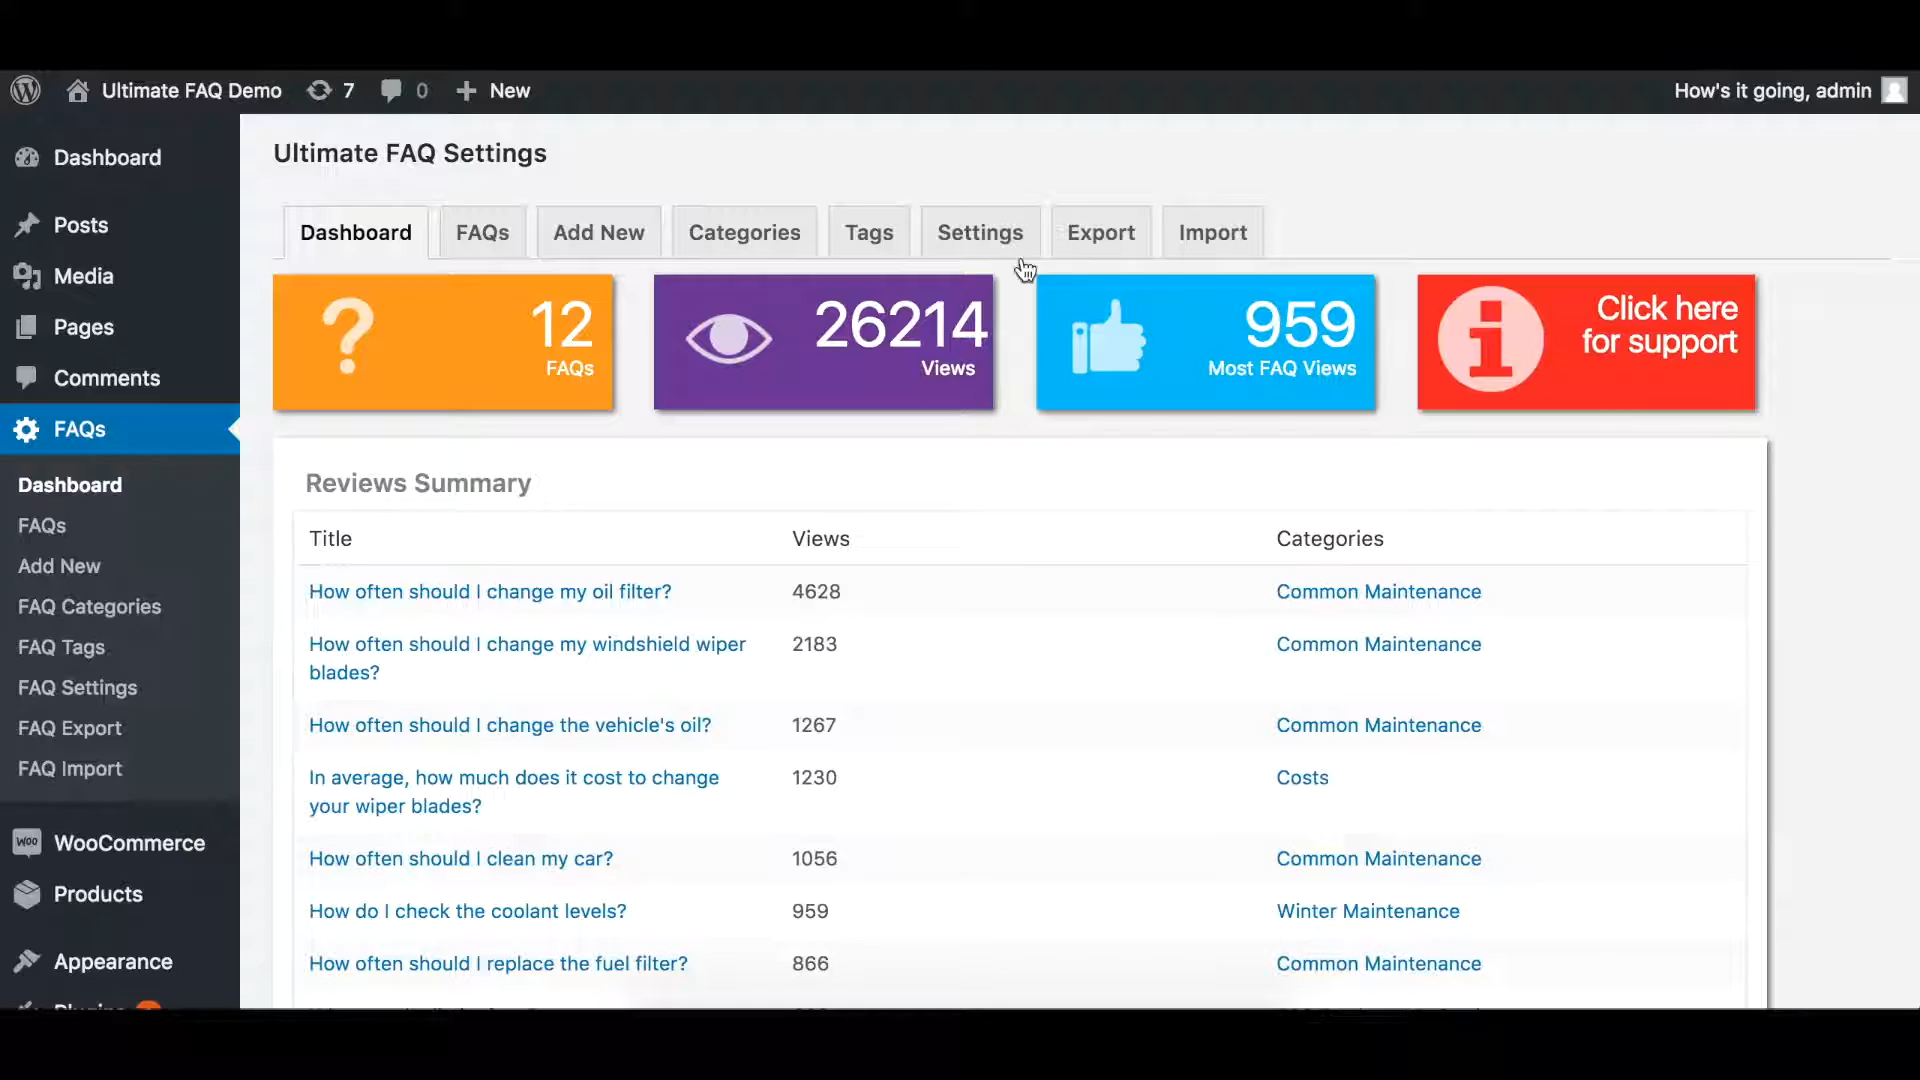 Ultimate FAQ Demo 7 0 New How's it going, admin
Dashboard
Posts
Media
Pages
Comments
FAQs
Dashboard
FAQs
Add New
FAQ Categories
FAQ Tags
FAQ Settings
FAQ Export
FAQ Import
WOO WooCommerce
Products
Appearance
Ultimate FAQ Settings
Dashboard FAQs Add New Categories Tags Settings Export Import
12
FAQs
26214
Views
959
Most FAQ Views
Click here
for support
Reviews Summary
Title Views Categories
How often should I change my oil filter? 4628 Common Maintenance
How often should I change my windshield wiper 2183 Common Maintenance
blades?
How often should I change the vehicle's oil? 1267 Common Maintenance
In average, how much does it cost to change 1230 Costs
your wiper blades?
How often should I clean my car? 1056 Common Maintenance
How do I check the coolant levels? 959 Winter Maintenance
How often should I replace the fuel filter? 866 Common Maintenance